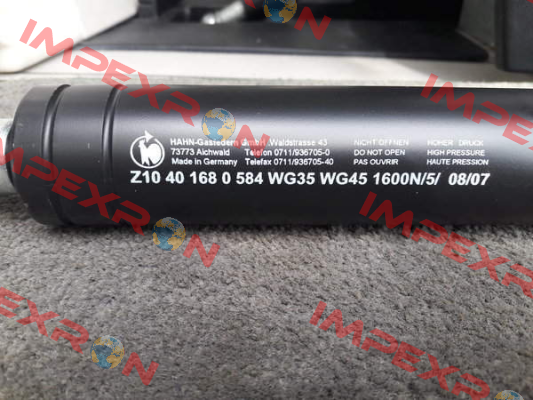 IMPEXRON
HAHN-Gasfedern GmbH .Waldstrasse 43 NICHT ÖFFNEN HOHER DRUCK
73773 Aichwald Telefon 0711/936705-0 DO NOT OPEN HIGH PRESSURE
Made in Germany Telefax 0711/936705-40 PAS OUVRIR HAUTE PRESSION
Z10 40 168 0 584 WG35 WG45 1600N/5/ 08/07
IMPEXRON
IMPEXRON
IMPEXRON